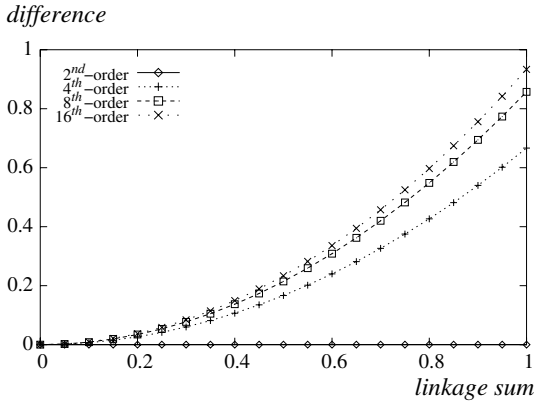 difference
1
0.8
0.6
0.4
0.2
0
2nd−order
4th−order
8th−order
16th−order
0 0.2 0.4 0.6 0.8 1
linkage sum